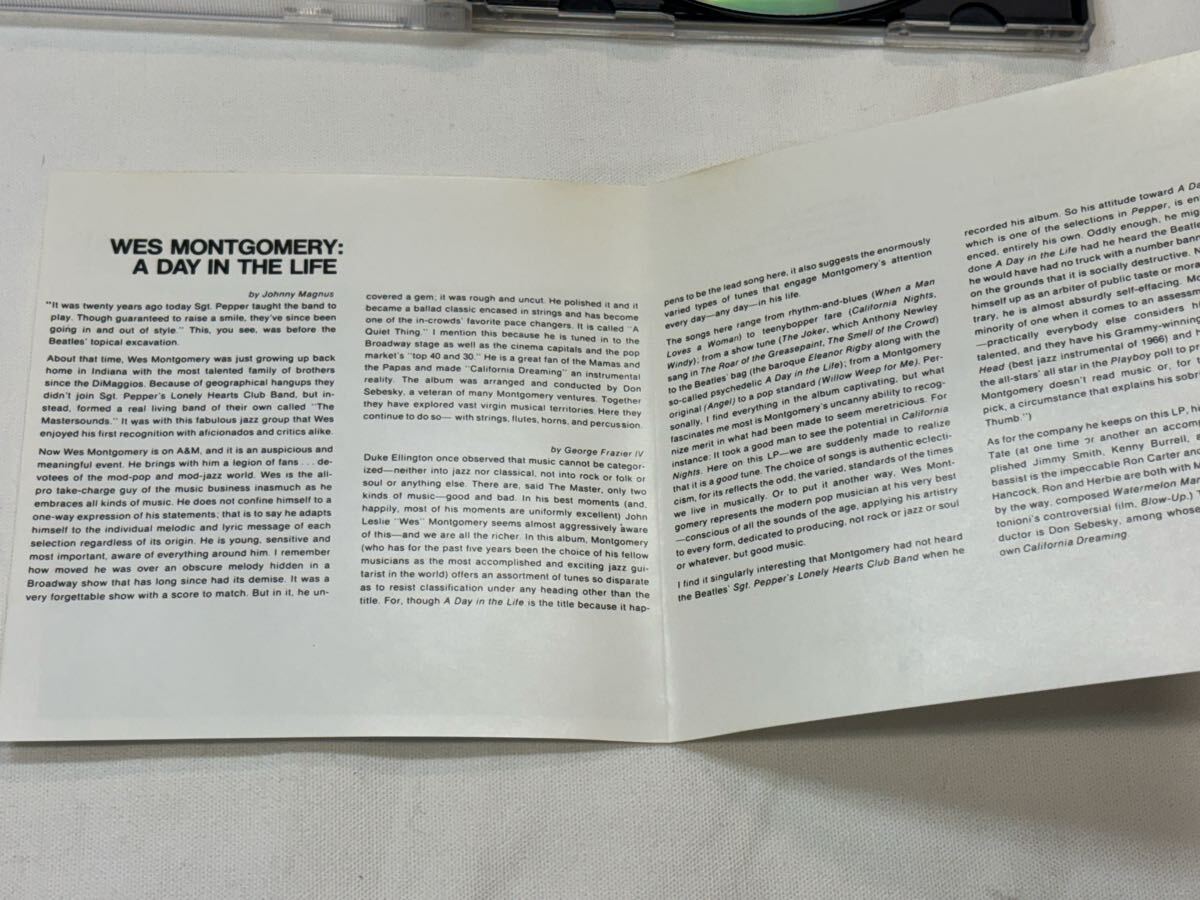 WES MONTGOMERY:
A DAY IN THE LIFE
by Johnny Magnus
"It was twenty years ago today Sgt. Pepper taught the band to
play. Though guaranteed to raise a smile, they've since been
going in and out of style." This, you see, was before the
Beatles' topical excavation.
About that time, Wes Montgomery was just growing up back
home in Indiana with the most talented family of brothers
since the DiMaggios. Because of geographical hangups they
didn't join Sgt. Pepper's Lonely Hearts Club Band, but in-
stead, formed a real living band of their own called "The
Mastersounds." It was with this fabulous jazz group that Wes
enjoyed his first recognition with aficionados and critics alike.
Now Wes Montgomery is on A&M, and it is an auspicious and
meaningful event. He brings with him a legion of fans . . . de-
votees of the mod-pop and mod-jazz world. Wes is the all-
pro take-charge guy of the music business inasmuch as he
embraces all kinds of music. He does not confine himself to a
one-way expression of his statements; that is to say he adapts
himself to the individual melodic and lyric message of each
selection regardless of its origin. He is young, sensitive and
most important, aware of everything around him. I remember
how moved he was over an obscure melody hidden in a
Broadway show that has long since had its demise. It was a
very forgettable show with a score to match. But in it, he un-
covered a gem; it was rough and uncut. He polished it and it
became a ballad classic encased in strings and has become
one of the in-crowds' favorite pace changers. It is called "A
Quiet Thing." I mention this because he is tuned in to the
Broadway stage as well as the cinema capitals and the pop
market's "top 40 and 30." He is a great fan of the Mamas and
the Papas and made "California Dreaming" an instrumental
reality. The album was arranged and conducted by Don
Sebesky, a veteran of many Montgomery ventures. Together
they have explored vast virgin musical territories. Here they
continue to do so— with strings, flutes, horns, and percussion.
by George Frazier IV
Duke Ellington once observed that music cannot be categor-
ized—neither into jazz nor classical, not into rock or folk or
soul or anything else. There are, said The Master, only two
kinds of music—good and bad. In his best moments (and,
happily, most of his moments are uniformly excellent) John
Leslie "Wes" Montgomery seems almost aggressively aware
of this—and we are all the richer. In this album, Montgomery
(who has for the past five years been the choice of his fellow
musicians as the most accomplished and exciting jazz gui-
tarist in the world) offers an assortment of tunes so disparate
as to resist classification under any heading other than the
title. For, though A Day in the Life is the title because it hap-
pens to be the lead song here, it also suggests the enormously
varied types of tunes that engage Montgomery's attention
every day—any day—in his life.
The songs here range from rhythm-and-blues (When a Man
Loves a Woman) to teenybopper fare (California Nights,
Windy); from a show tune (The Joker, which Anthony Newley
sang in The Roar of the Greasepaint, The Smell of the Crowd)
to the Beatles' bag (the baroque Eleanor Rigby along with the
so-called psychedelic A Day in the Life); from a Montgomery
original (Angel) to a pop standard (Willow Weep for Me). Per-
sonally, I find everything in the album captivating, but what
fascinates me most is Montgomery's uncanny ability to recog-
nize merit in what had been made to seem meretricious. For
instance: It took a good man to see the potential in California
Nights. Here on this LP—we are suddenly made to realize
that it is a good tune. The choice of songs is authentic eclecti-
cism, for its reflects the odd, the varied, standards of the times
we live in musically. Or to put it another way, Wes Mont-
gomery represents the modern pop musician at his very best
—conscious of all the sounds of the age, applying his artistry
to every form, dedicated to producing, not rock or jazz or soul
or whatever, but good music.
I find it singularly interesting that Montgomery had not heard
the Beatles' Sgt. Pepper's Lonely Hearts Club Band when he
recorded his album. So his attitude toward A Da
which is one of the selections in Pepper, is en
enced, entirely his own. Oddly enough, he mig
done A Day in the Life had he heard the Beatle
he would have had no truck with a number bann
on the grounds that it is socially destructive. N
himself up as an arbiter of public taste or mora
trary, he is almost absurdly self-effacing. Mo
minority of one when it comes to an assessm
—practically everybody else considers him
talented, and they have his Grammy-winning
Head (best jazz instrumental of 1966) and
the all-stars' all star in the Playboy poll to pr
Montgomery doesn't read music or, for
pick, a circumstance that explains his sobri
Thumb.")
As for the company he keeps on this LP, h
Tate (at one time or another an accomp
plished Jimmy Smith, Kenny Burrell,
bassist is the impeccable Ron Carter and
Hancock. Ron and Herbie are both with M
by the way, composed Watermelon Man
tonioni's controversial film, Blow-Up.)
ductor is Don Sebesky, among whose
own California Dreaming.